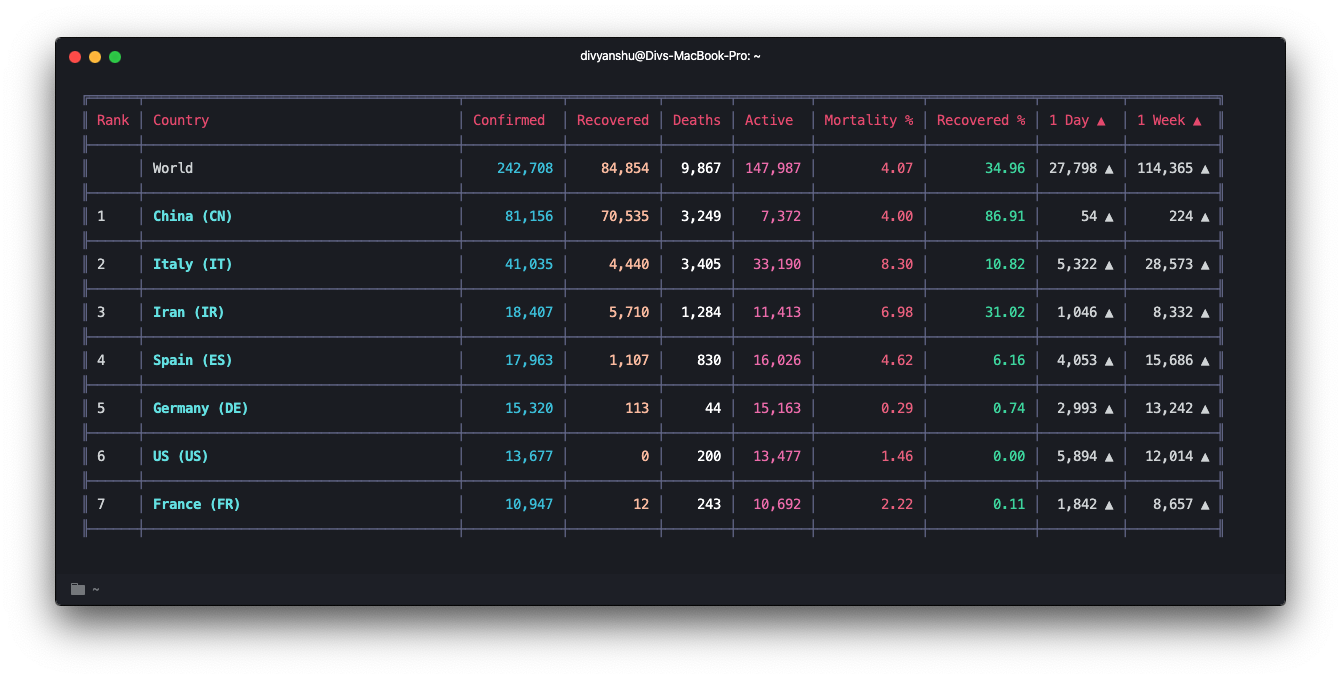 divyanshu@Divs-MacBook-Pro: ~
Rank Country Confirmed Recovered Deaths Active Mortality % Recovered % 1 Day ▲ 1 Week ▲
World 242,708 84,854 9,867 147,987 4.07 34.96 27,798 ▲ 114,365 ▲
1 China (CN) 81,156 70,535 3,249 7,372 4.00 86.91 54 ▲ 224 ▲
2 Italy (IT) 41,035 4,440 3,405 33,190 8.30 10.82 5,322 ▲ 28,573 ▲
3 Iran (IR) 18,407 5,710 1,284 11,413 6.98 31.02 1,046 ▲ 8,332 ▲
4 Spain (ES) 17,963 1,107 830 16,026 4.62 6.16 4,053 ▲ 15,686 ▲
5 Germany (DE) 15,320 113 44 15,163 0.29 0.74 2,993 ▲ 13,242 ▲
6 US (US) 13,677 0 200 13,477 1.46 0.00 5,894 ▲ 12,014 ▲
7 France (FR) 10,947 12 243 10,692 2.22 0.11 1,842 ▲ 8,657 ▲
~